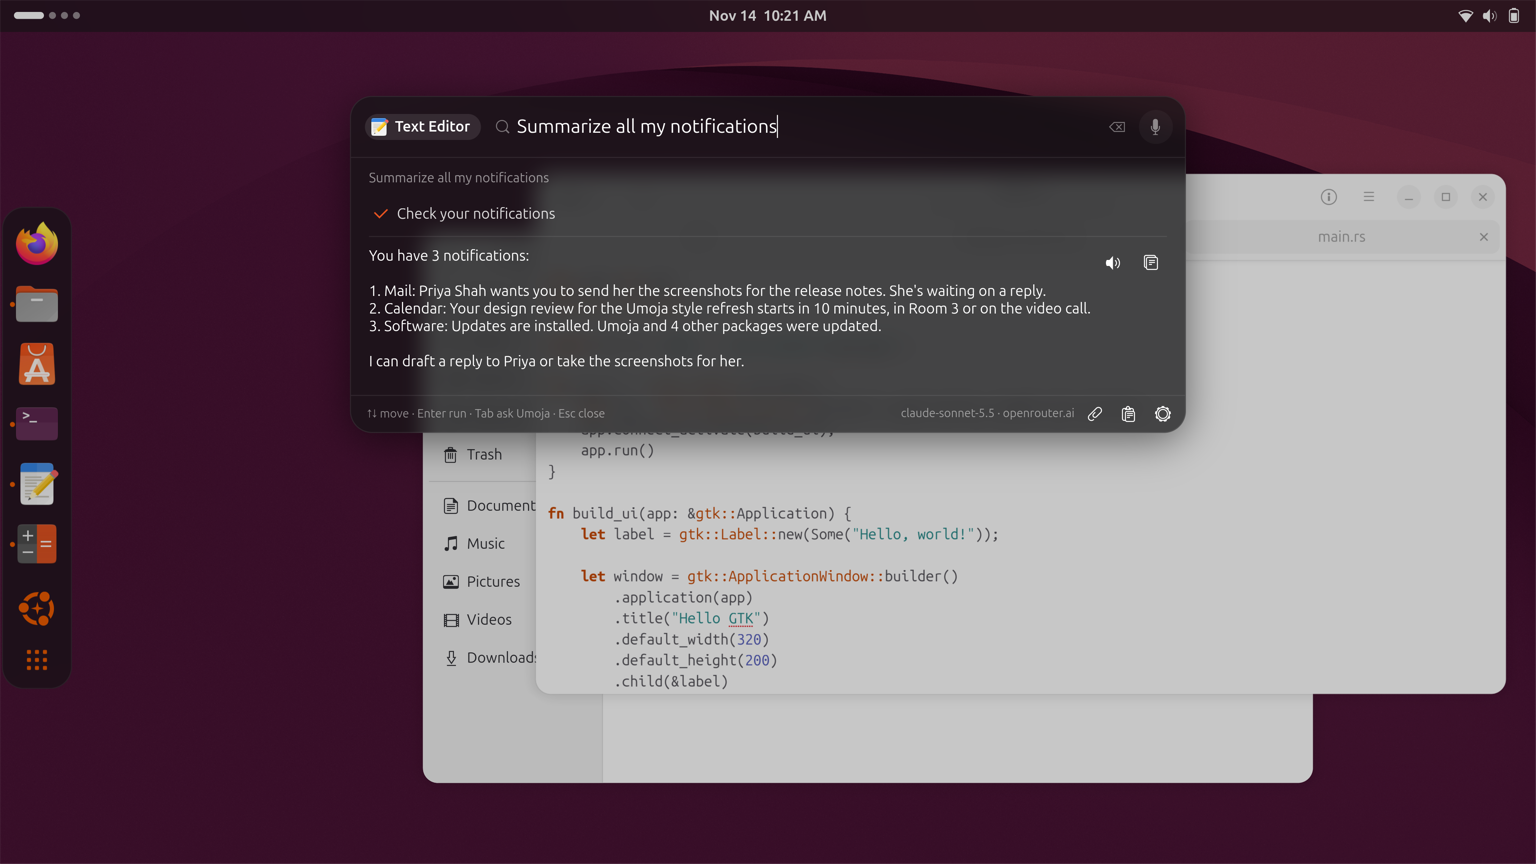 Nov 14 10:21 AM
Text Editor
Summarize all my notifications
Summarize all my notifications
Check your notifications
You have 3 notifications:
1. Mail: Priya Shah wants you to send her the screenshots for the release notes. She's waiting on a reply.
2. Calendar: Your design review for the Umoja style refresh starts in 10 minutes, in Room 3 or on the video call.
3. Software: Updates are installed. Umoja and 4 other packages were updated.
I can draft a reply to Priya or take the screenshots for her.
↑↓ move · Enter run · Tab ask Umoja · Esc close
claude-sonnet-5.5 · openrouter.ai
main.rs
Trash
Document
Music
Pictures
Videos
Downloads
app.run()
}
fn build_ui(app: &gtk::Application) {
let label = gtk::Label::new(Some("Hello, world!"));
let window = gtk::ApplicationWindow::builder()
.application(app)
.title("Hello GTK")
.default_width(320)
.default_height(200)
.child(&label)